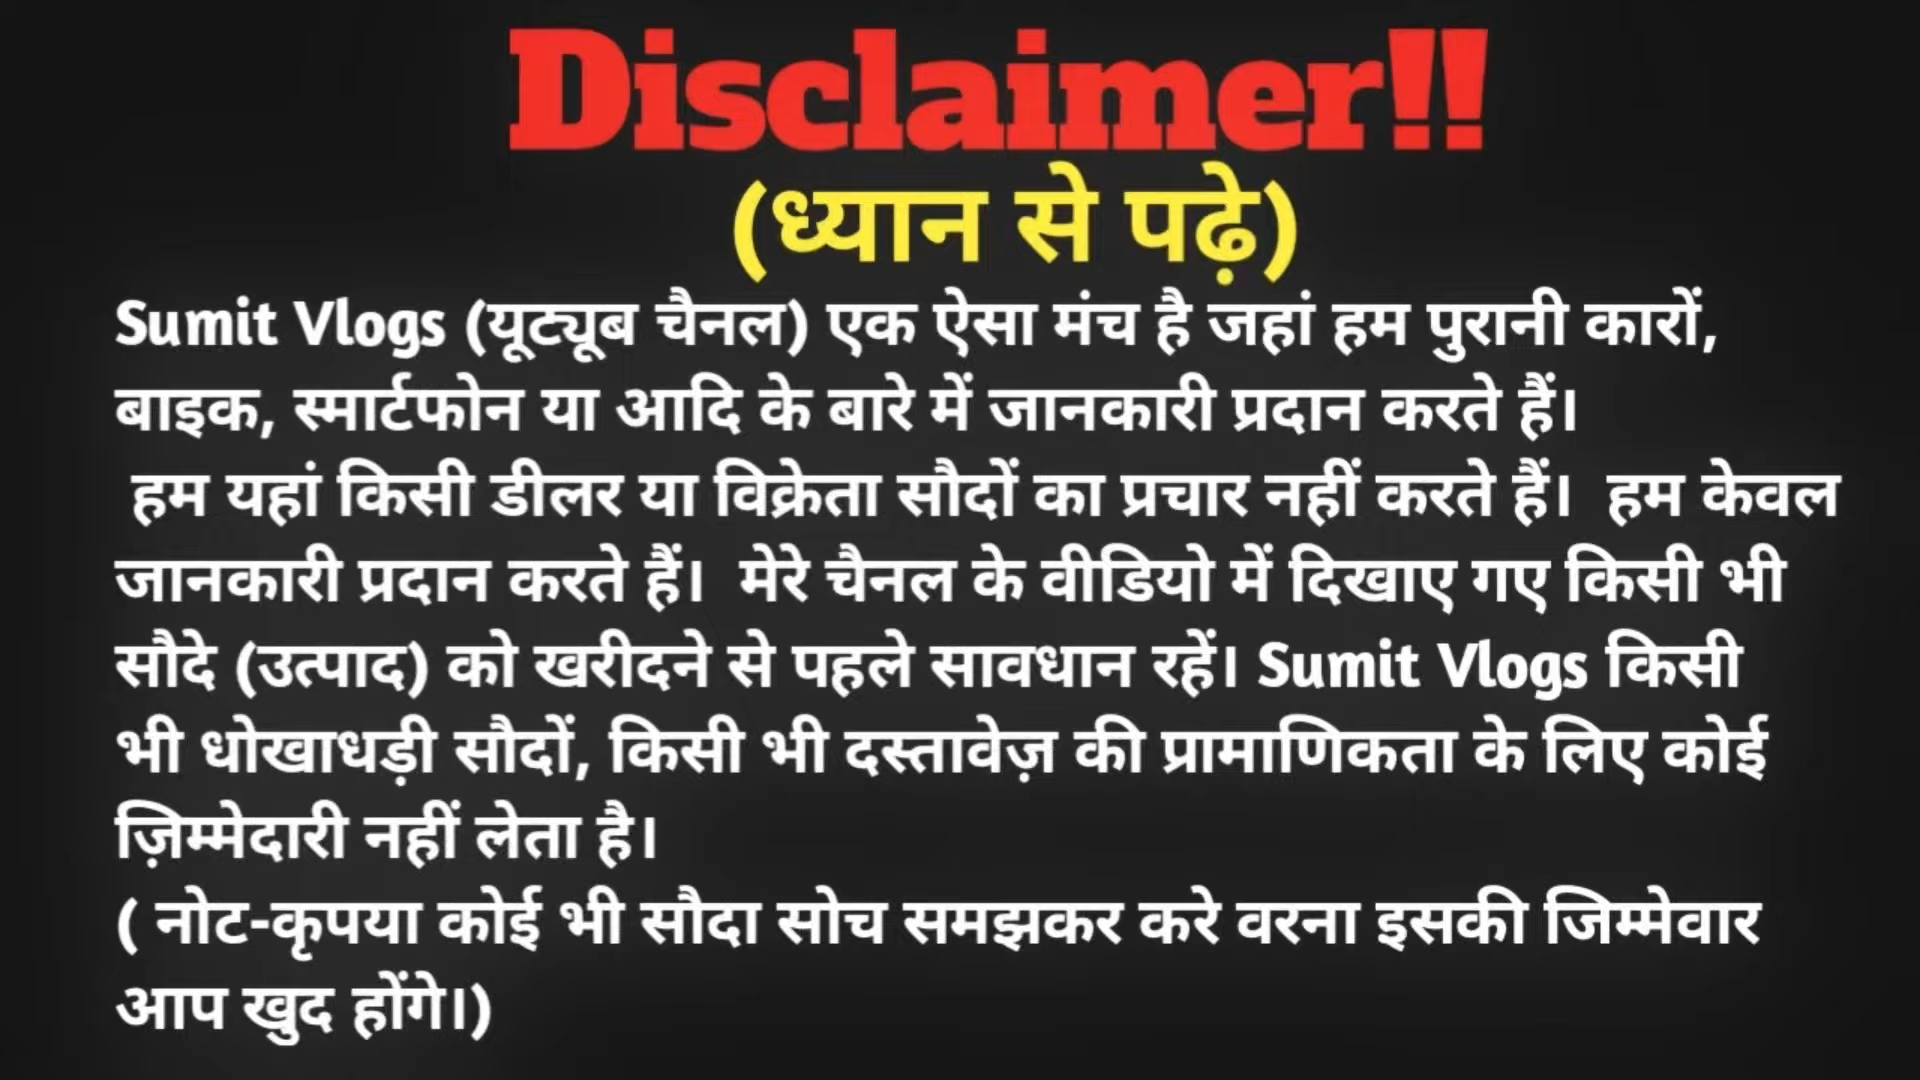 Disclaimer!!
(ध्यान से पढ़े)
Sumit Vlogs (यूट्यूब चैनल) एक ऐसा मंच है जहां हम पुरानी कारों,
बाइक, स्मार्टफोन या आदि के बारे में जानकारी प्रदान करते हैं।
हम यहां किसी डीलर या विक्रेता सौदों का प्रचार नहीं करते हैं। हम केवल
जानकारी प्रदान करते हैं। मेरे चैनल के वीडियो में दिखाए गए किसी भी
सौदे (उत्पाद) को खरीदने से पहले सावधान रहें। Sumit Vlogs किसी
भी धोखाधड़ी सौदों, किसी भी दस्तावेज़ की प्रामाणिकता के लिए कोई
ज़िम्मेदारी नहीं लेता है।
( नोट-कृपया कोई भी सौदा सोच समझकर करे वरना इसकी जिम्मेवार
आप खुद होंगे।)